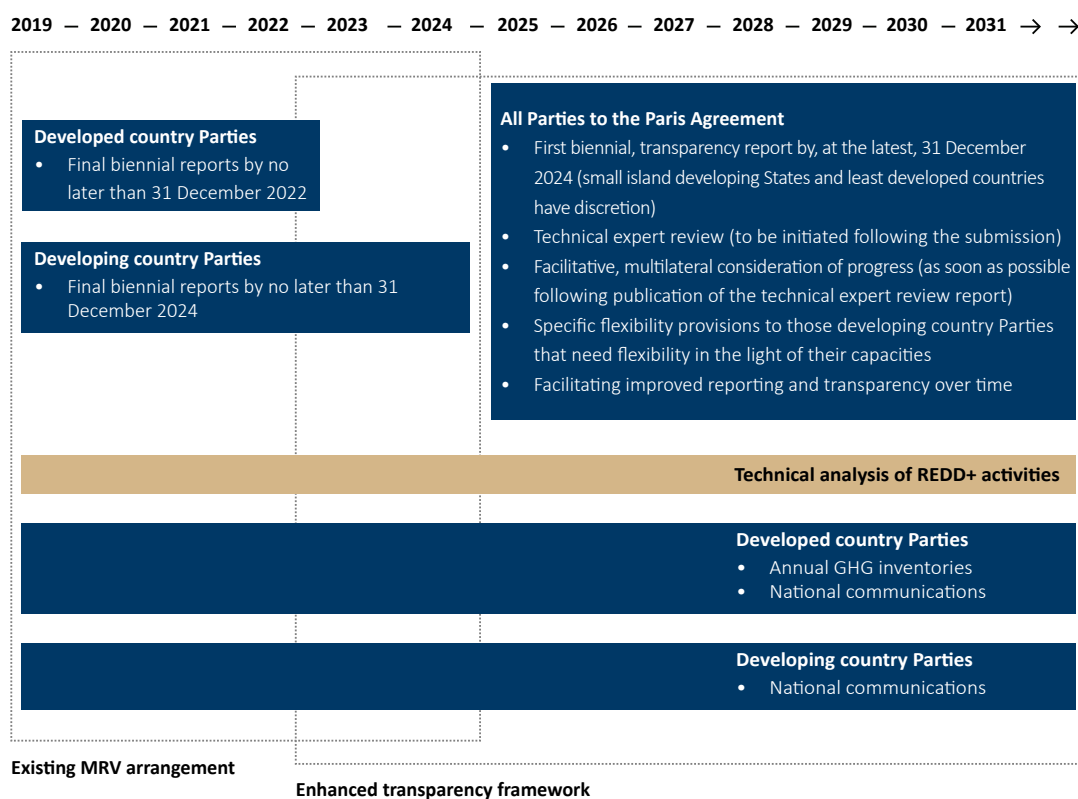 2019 — 2020 — 2021 — 2022 — 2023 — 2024 — 2025 — 2026 — 2027 — 2028 — 2029 — 2030 — 2031 → →
Developed country Parties
• Final biennial reports by no
later than 31 December 2022
Developing country Parties
• Final biennial reports by no later than 31
December 2024
All Parties to the Paris Agreement
• First biennial, transparency report by, at the latest, 31 December
2024 (small island developing States and least developed countries
have discretion)
• Technical expert review (to be initiated following the submission)
• Facilitative, multilateral consideration of progress (as soon as possible
following publication of the technical expert review report)
• Specific flexibility provisions to those developing country Parties
that need flexibility in the light of their capacities
• Facilitating improved reporting and transparency over time
Technical analysis of REDD+ activities
Developed country Parties
• Annual GHG inventories
• National communications
Developing country Parties
• National communications
Existing MRV arrangement
Enhanced transparency framework